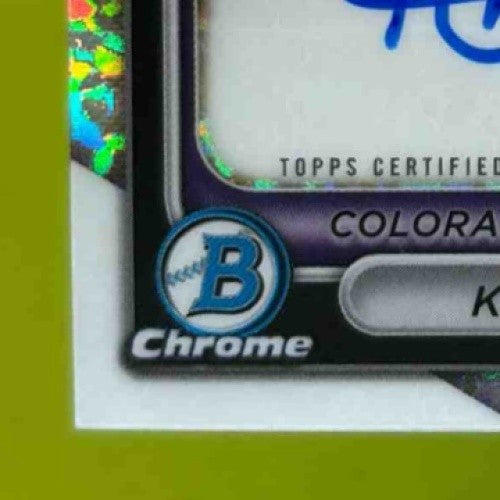 TOPPS CERTIFIED
COLORA
K
B
Chrome